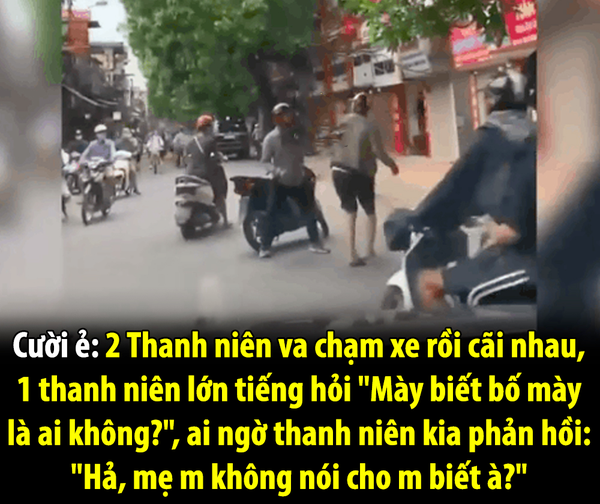 Cười ẻ: 2 Thanh niên va chạm xe rồi cãi nhau,
1 thanh niên lớn tiếng hỏi "Mày biết bố mày
là ai không?", ai ngờ thanh niên kia phản hồi:
"Hả, mẹ m không nói cho m biết à?"